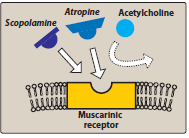 Scopolamine
Atropine
Acetylcholine
Muscarinic
receptor